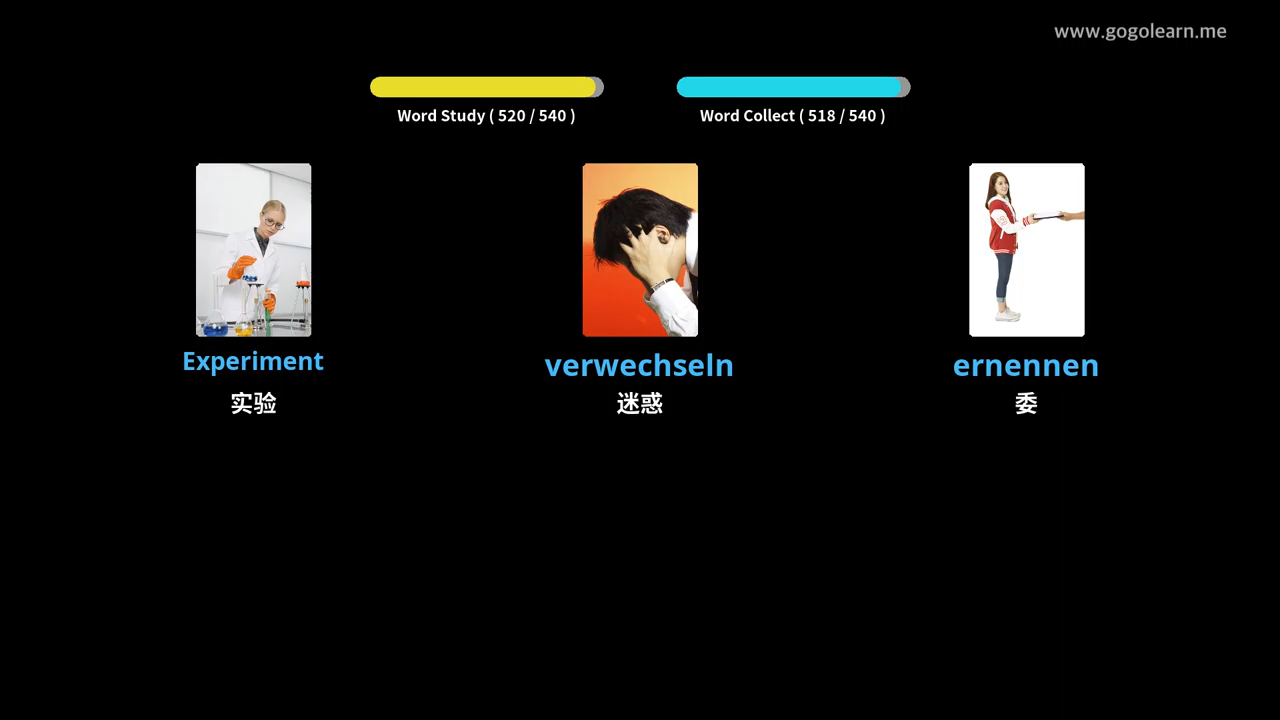 www.gogolearn.me
Word Study ( 520 / 540 )
Word Collect ( 518 / 540 )
Experiment
verwechseln
ernennen
实验
迷惑
委